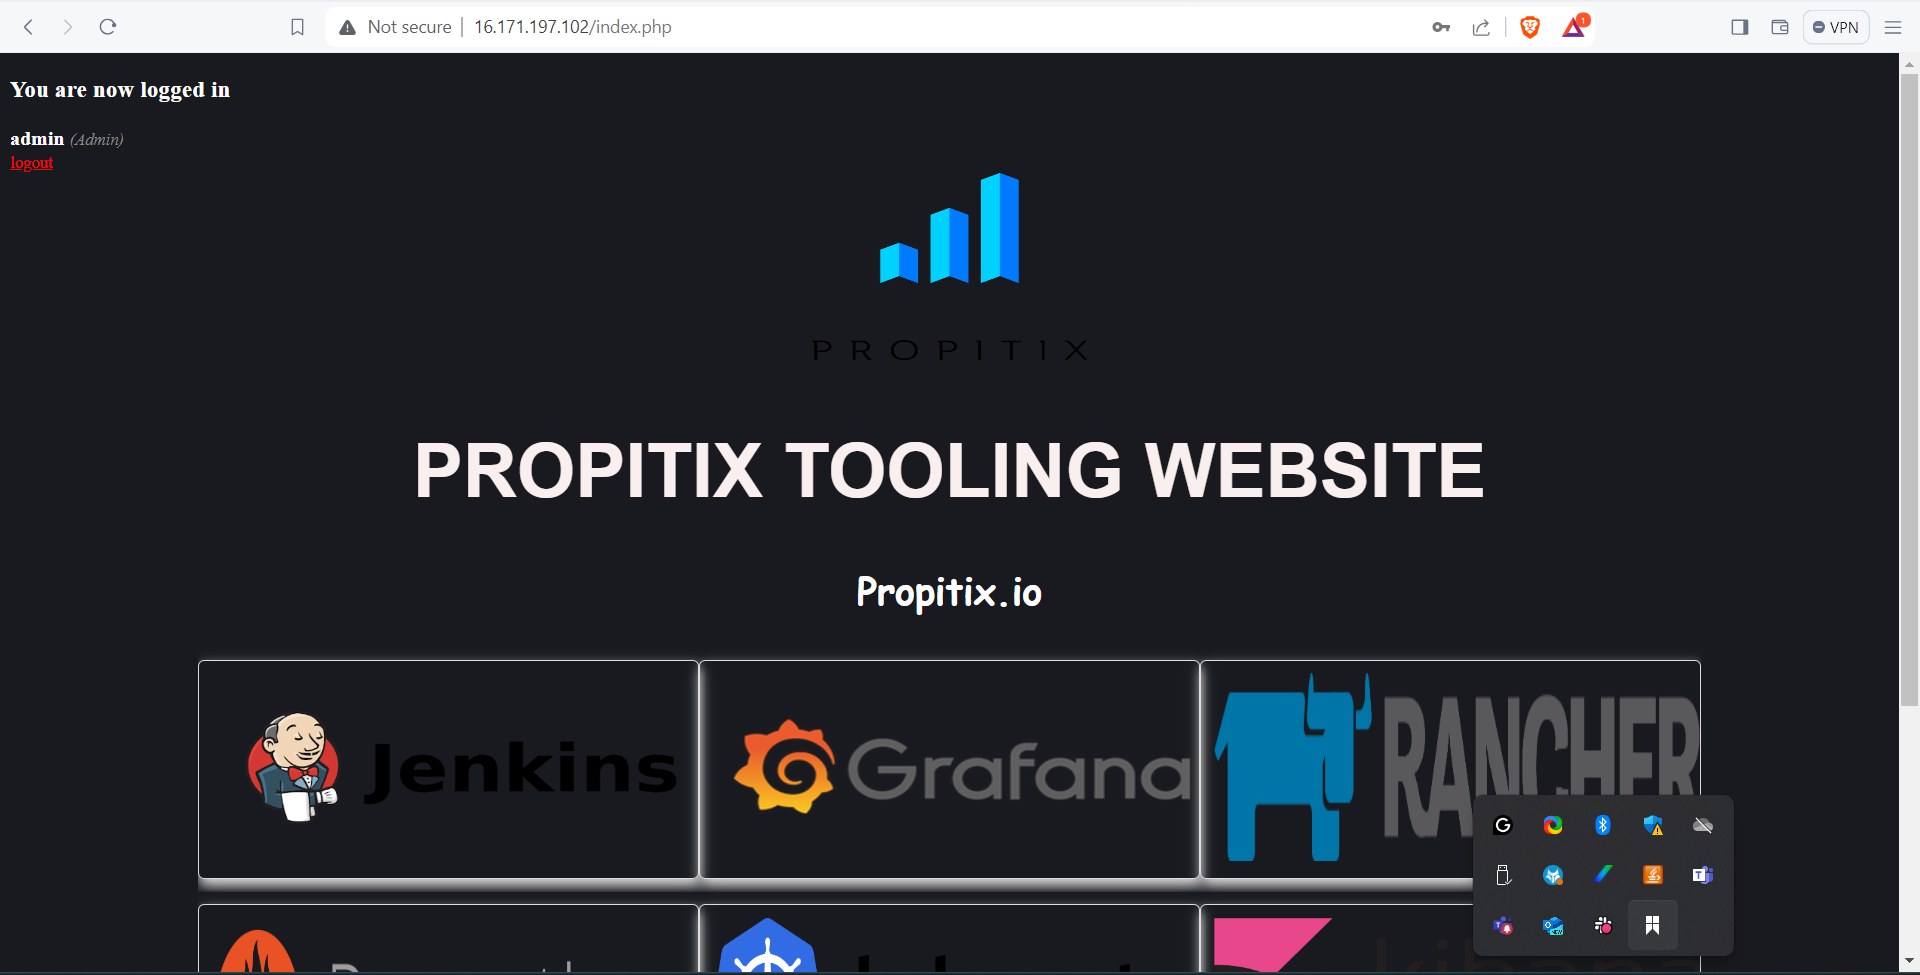 Not secure
16.171.197.102/index.php
1
VPN
You are now logged in
admin (Admin)
logout
PROPITIX
PROPITIX TOOLING WEBSITE
Propitix.io
Jenkins
Grafana
RANCHER